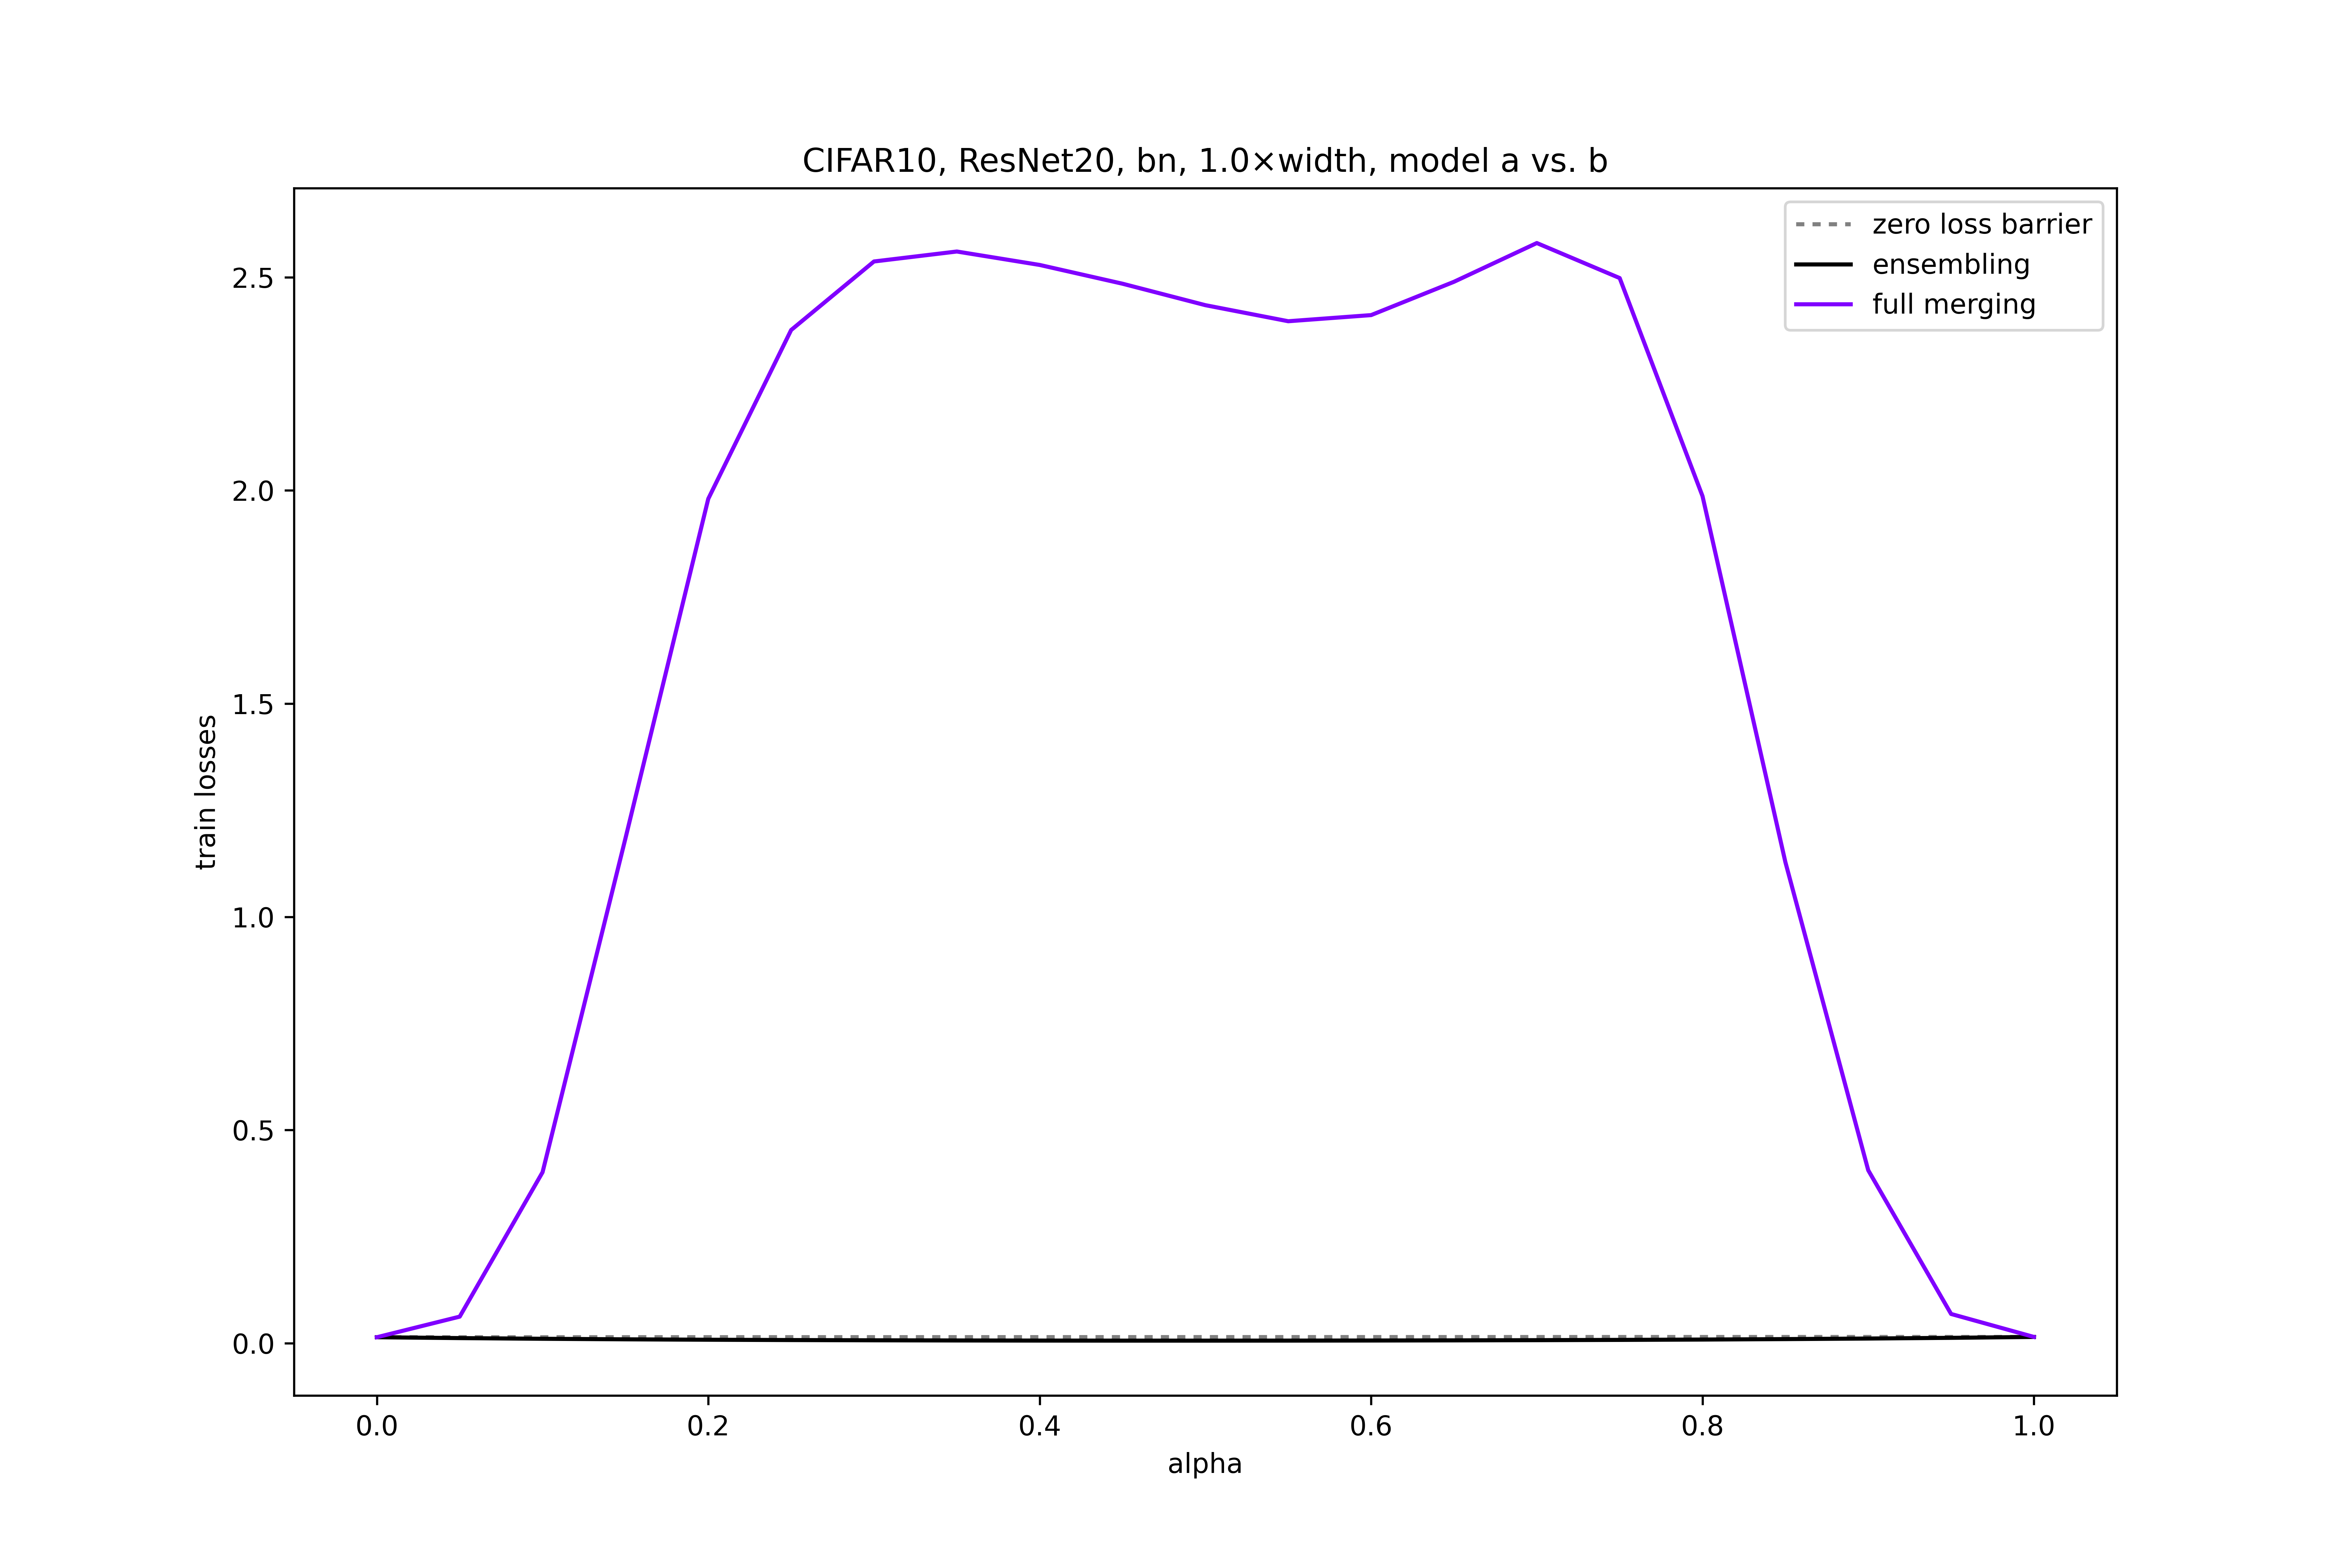 CIFAR10, ResNet20, bn, 1.0×width, model a vs. b
zero loss barrier
ensembling
full merging
2.5
2.0
1.5
1.0
0.5
0.0
train losses
0.0 0.2 0.4 0.6 0.8 1.0
alpha